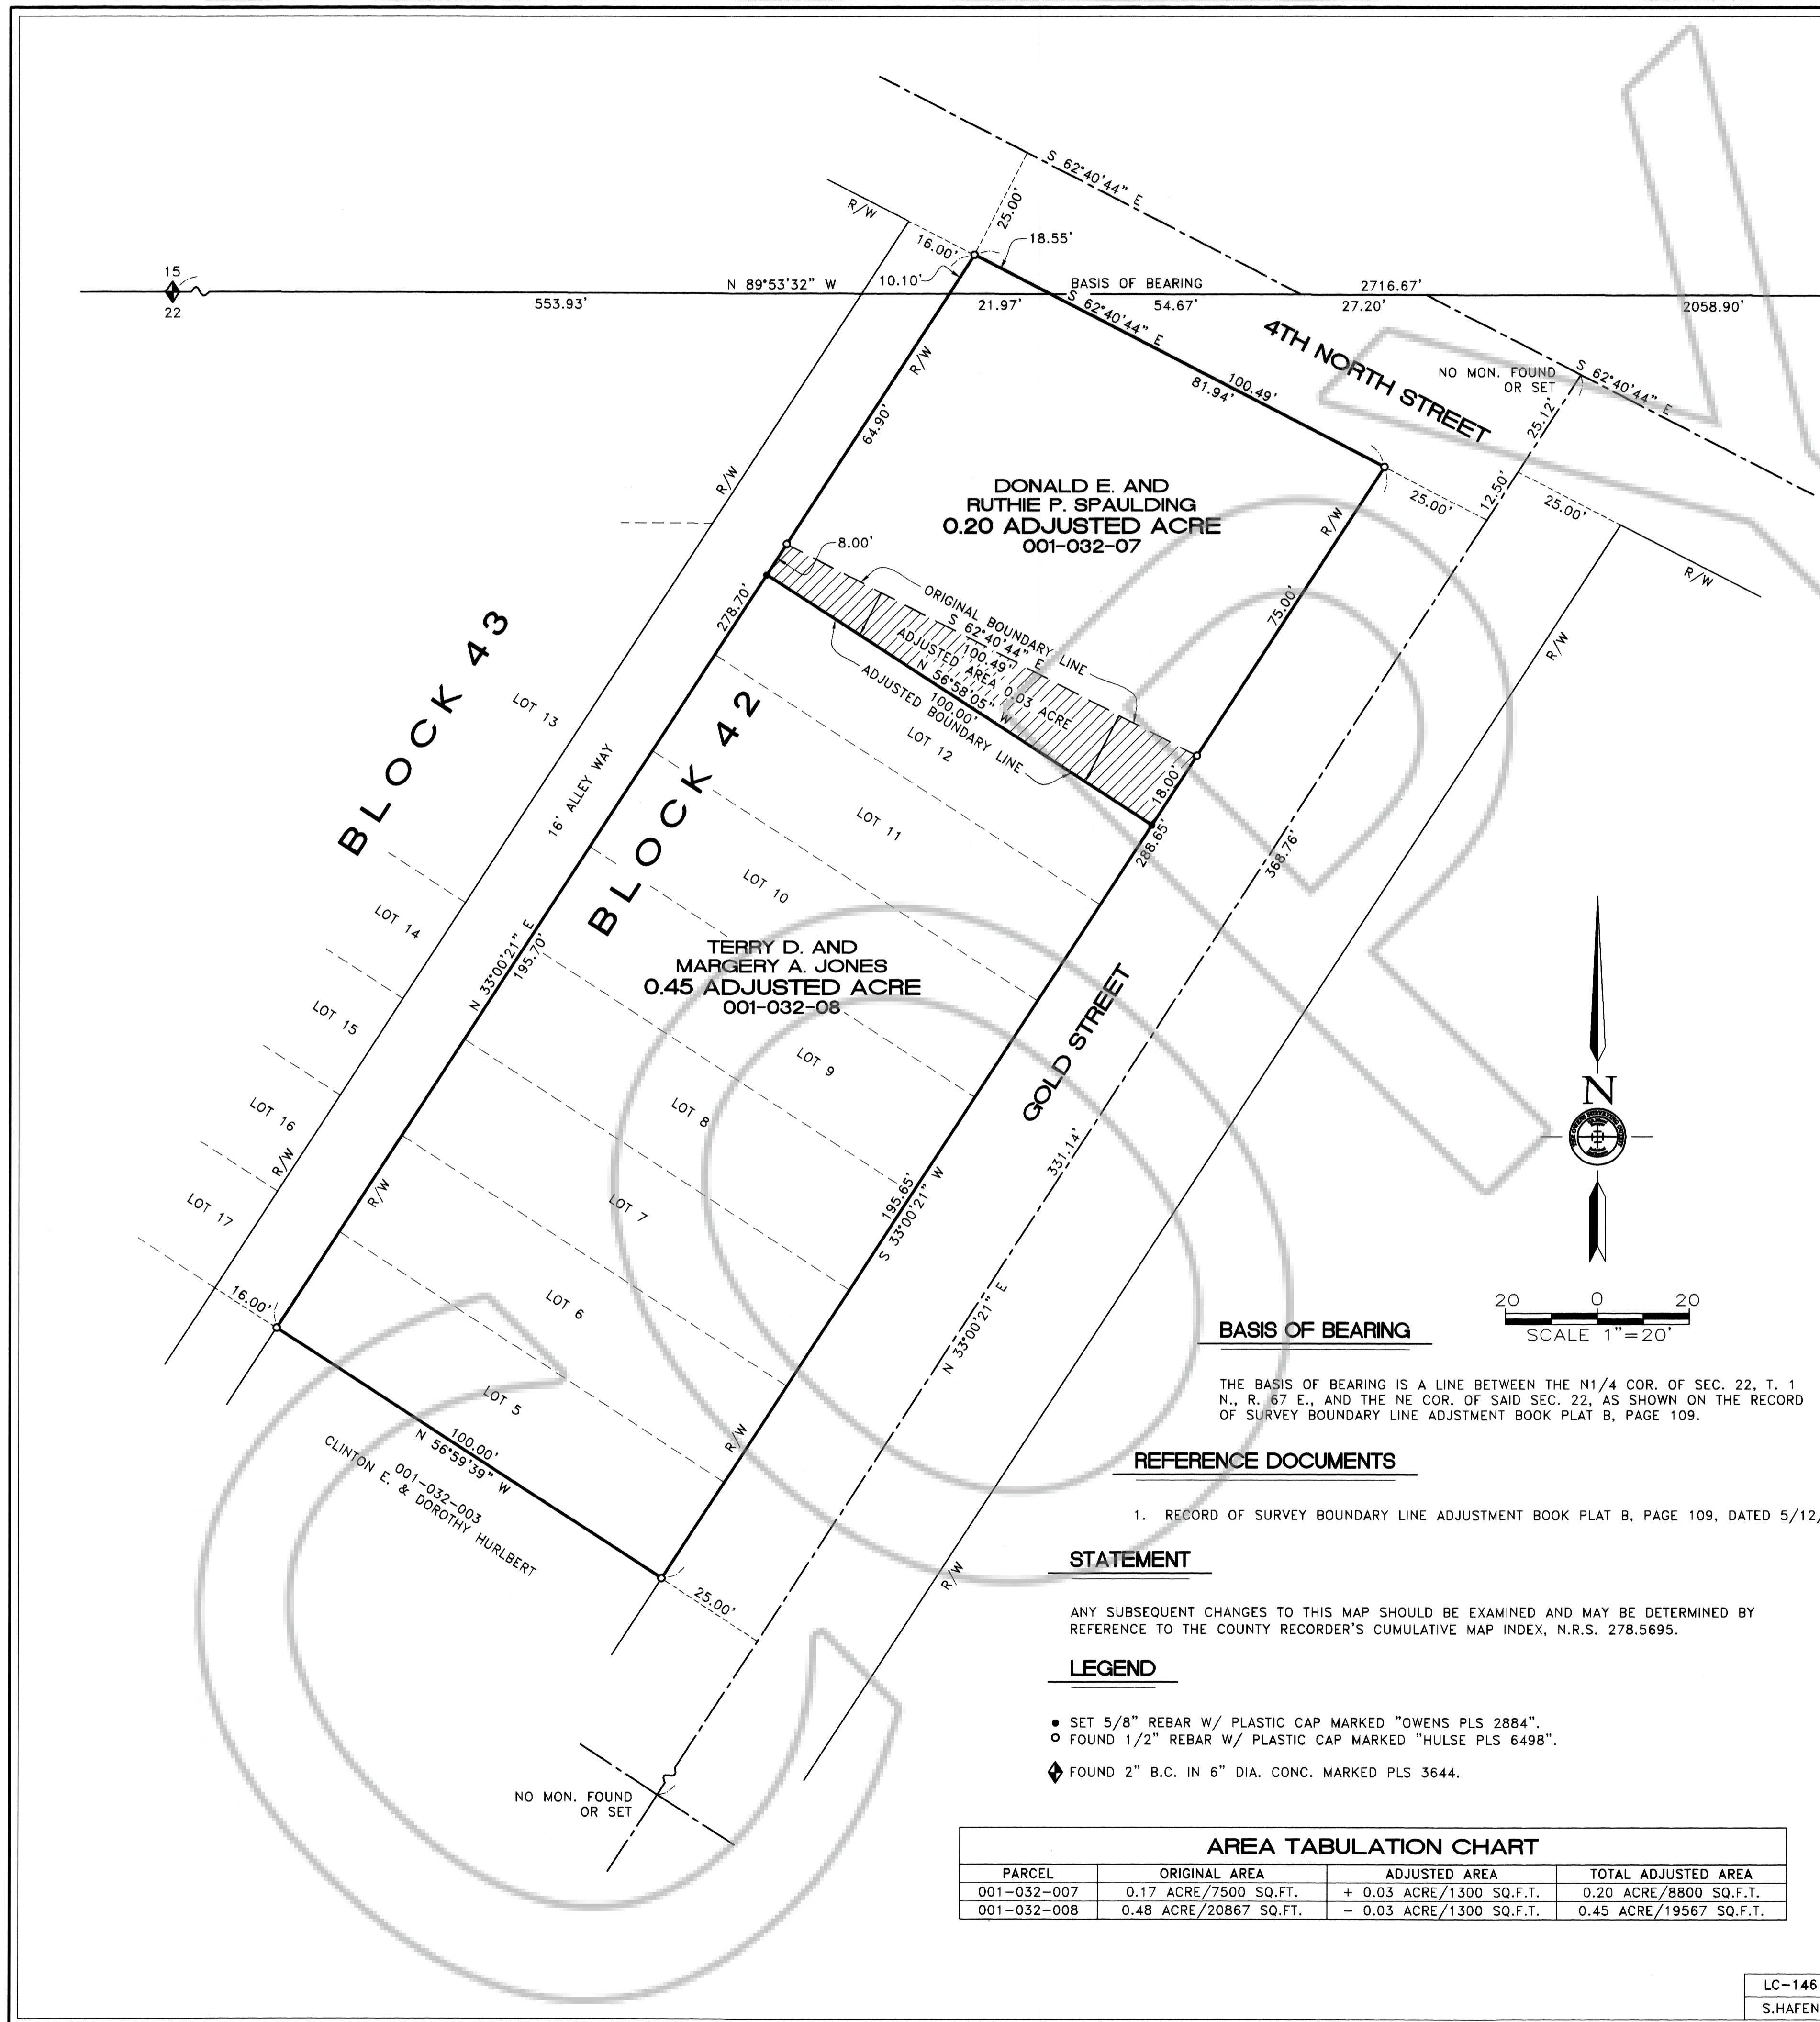 S 62°40'44" E
R/W
25.00'
16.00'
18.55'
10.10'
15
22
N 89°53'32" W
BASIS OF BEARING
2716.67'
553.93'
21.97'
54.67'
27.20'
2058.90'
S 62°40'44" E
4TH NORTH STREET
NO MON. FOUND
OR SET
S 62°40'44" E
R/W
100.49'
81.94'
25.12'
64.90'
R/W
DONALD E. AND
RUTHIE P. SPAULDING
0.20 ADJUSTED ACRE
001-032-07
12.50'
25.00'
25.00'
R/W
R/W
8.00'
278.70'
75.00'
R/W
ORIGINAL BOUNDARY LINE
S 62°40'44" E
100.49'
ADJUSTED AREA 0.03 ACRE
N 56°58'05" W
100.00'
ADJUSTED BOUNDARY LINE
18.00'
288.65'
368.76'
BLOCK 43
BLOCK 42
LOT 13
16' ALLEY WAY
LOT 12
LOT 11
LOT 10
LOT 14
TERRY D. AND
MARGERY A. JONES
0.45 ADJUSTED ACRE
001-032-08
N 33°00'21" E
195.70'
LOT 15
LOT 9
GOLD STREET
LOT 16
LOT 8
R/W
N
331.14'
R/W
LOT 17
LOT 7
195.65'
S 33°00'21" W
16.00'
LOT 6
N 33°00'21" E
20 0 20
SCALE 1"=20'
BASIS OF BEARING
THE BASIS OF BEARING IS A LINE BETWEEN THE N1/4 COR. OF SEC. 22, T. 1
N., R. 67 E., AND THE NE COR. OF SAID SEC. 22, AS SHOWN ON THE RECORD
OF SURVEY BOUNDARY LINE ADJSTMENT BOOK PLAT B, PAGE 109.
LOT 5
R/W
100.00'
N 56°59'39" W
001-032-003
CLINTON E. & DOROTHY HURLBERT
REFERENCE DOCUMENTS
1. RECORD OF SURVEY BOUNDARY LINE ADJUSTMENT BOOK PLAT B, PAGE 109, DATED 5/12/
R/W
25.00'
STATEMENT
ANY SUBSEQUENT CHANGES TO THIS MAP SHOULD BE EXAMINED AND MAY BE DETERMINED BY
REFERENCE TO THE COUNTY RECORDER'S CUMULATIVE MAP INDEX, N.R.S. 278.5695.
LEGEND
SET 5/8" REBAR W/ PLASTIC CAP MARKED "OWENS PLS 2884".
FOUND 1/2" REBAR W/ PLASTIC CAP MARKED "HULSE PLS 6498".
FOUND 2" B.C. IN 6" DIA. CONC. MARKED PLS 3644.
NO MON. FOUND
OR SET
AREA TABULATION CHART
PARCEL ORIGINAL AREA ADJUSTED AREA TOTAL ADJUSTED AREA
001-032-007 0.17 ACRE/7500 SQ.FT. + 0.03 ACRE/1300 SQ.F.T. 0.20 ACRE/8800 SQ.F.T.
001-032-008 0.48 ACRE/20867 SQ.FT. - 0.03 ACRE/1300 SQ.F.T. 0.45 ACRE/19567 SQ.F.T.
LC-146
S.HAFEN